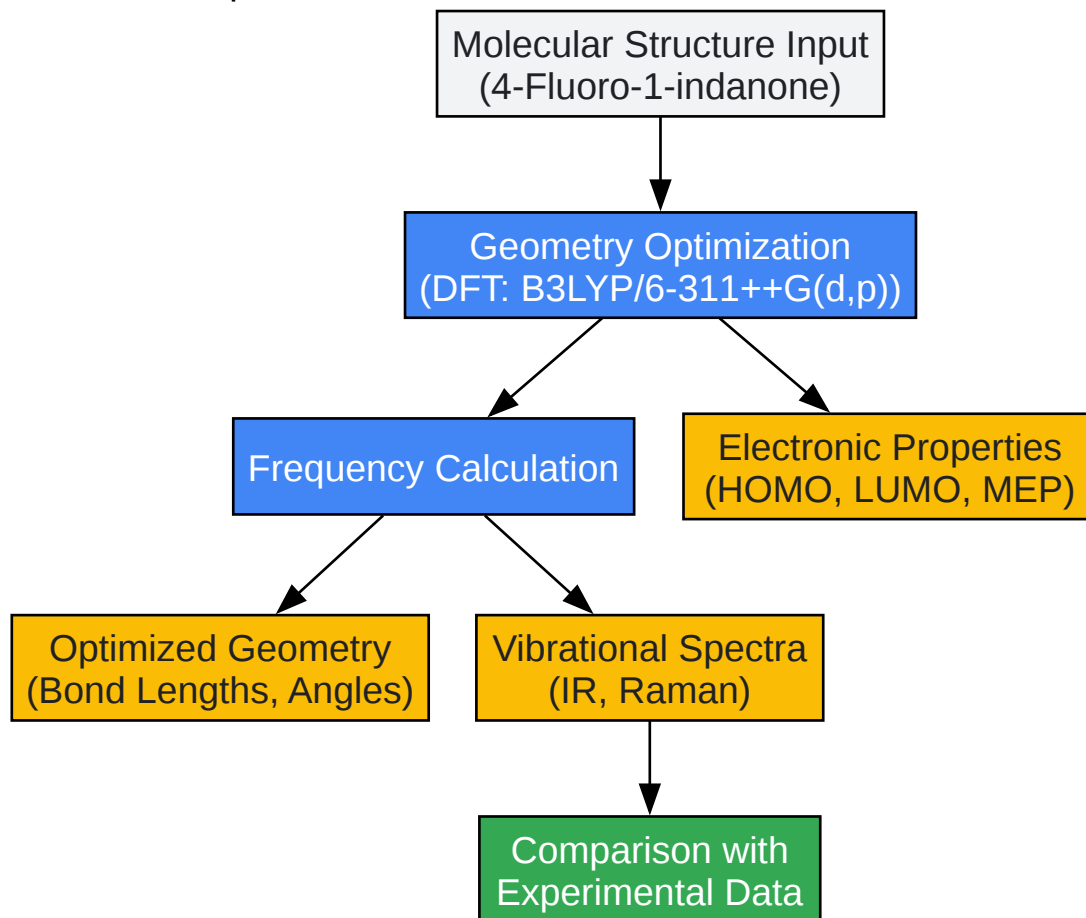 Molecular Structure Input
(4-Fluoro-1-indanone)
Geometry Optimization
(DFT: B3LYP/6-311++G(d,p))
Frequency Calculation
Electronic Properties
(HOMO, LUMO, MEP)
Optimized Geometry
(Bond Lengths, Angles)
Vibrational Spectra
(IR, Raman)
Comparison with
Experimental Data